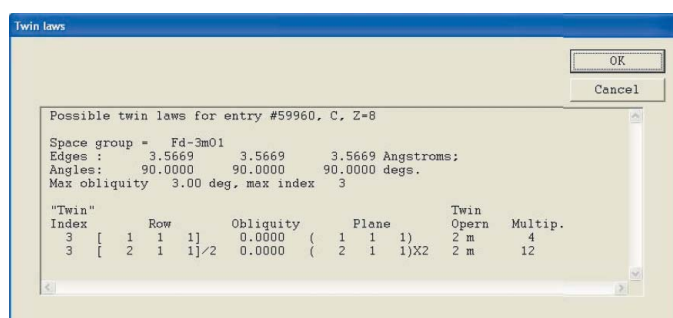 Twin laws
OK
Cancel
Possible twin laws for entry #59960, C, Z=8
Space group = Fd-3m01
Edges : 3.5669 3.5669 3.5669 Angstroms;
Angles: 90.0000 90.0000 90.0000 degs.
Max obliquity 3.00 deg, max index 3
"Twin" Twin
Index Row Obliquity Plane Opern Multip.
3 [ 1 1 1] 0.0000 ( 1 1 1) 2 m 4
3 [ 2 1 1]/2 0.0000 ( 2 1 1)X2 2 m 12